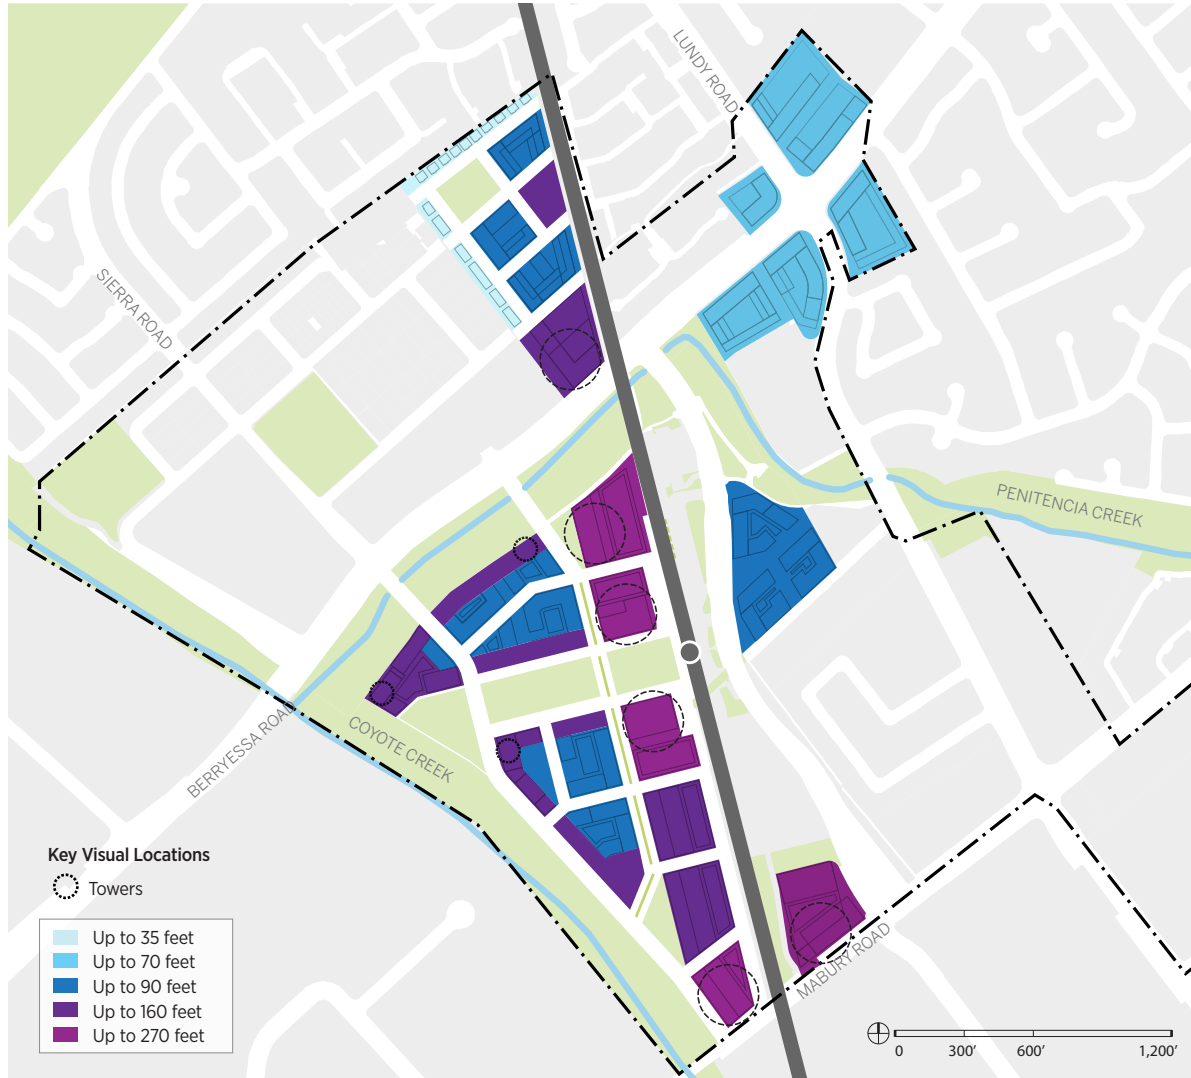 LUNDY ROAD
SIERRA ROAD
PENITENCIA CREEK
BERRYESSA ROAD
COYOTE CREEK
MABURY ROAD
Key Visual Locations
Towers
Up to 35 feet
Up to 70 feet
Up to 90 feet
Up to 160 feet
Up to 270 feet
0 300’ 600’ 1,200’